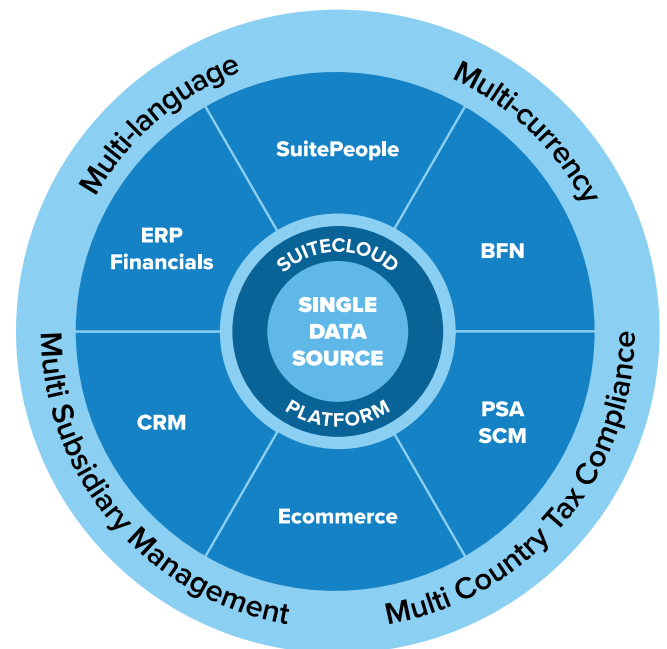 Multi-language
Multi-currency
SuitePeople
ERP
Financials
BFN
SUITECLOUD
SINGLE
DATA
SOURCE
PLATFORM
CRM
PSA
SCM
Ecommerce
Multi Subsidiary Management
Multi Country Tax Compliance